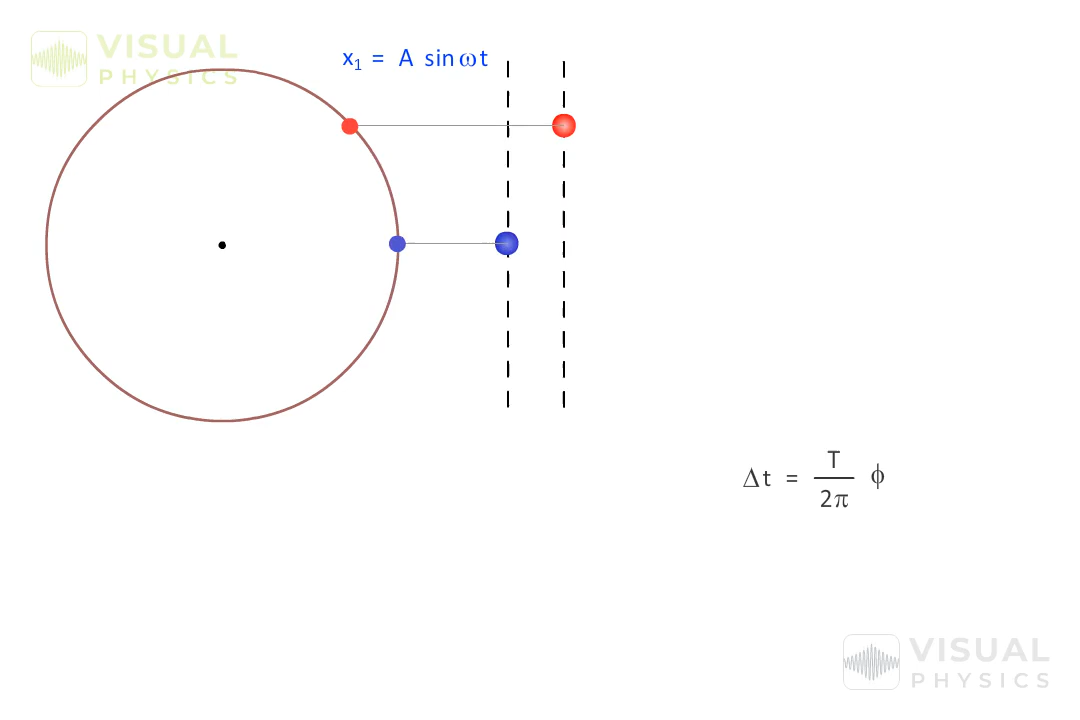 VISUAL
PHYSICS
x₁ = A sin ωt
Δt = T/2π ϕ
VISUAL
PHYSICS